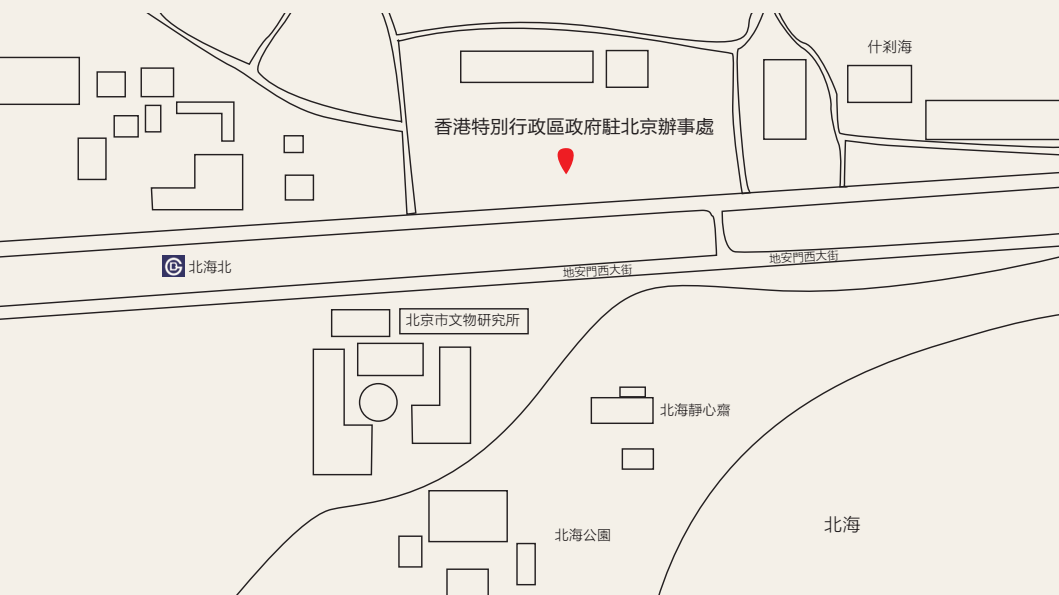 什剎海
香港特別行政區政府駐北京辦事處
北海北
地安門西大街
地安門西大街
北京市文物研究所
北海靜心齋
北海
北海公園